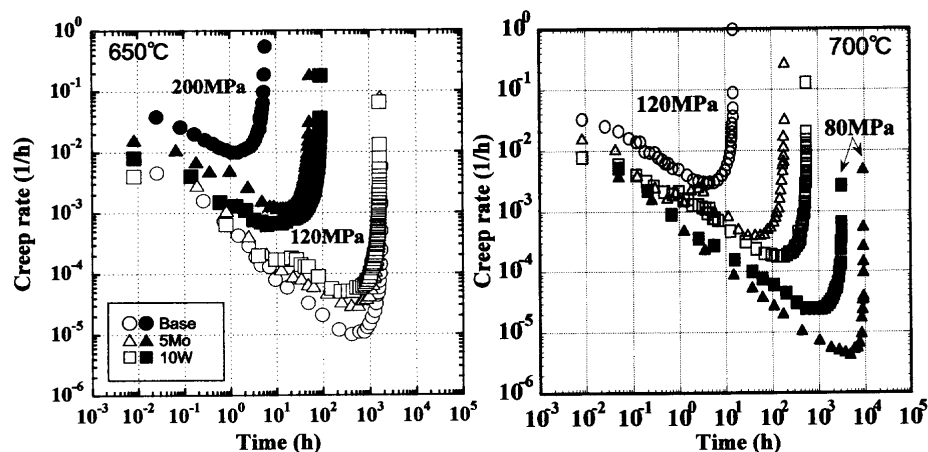 650℃
200MPa
120MPa
Base
5Mo
10W
Creep rate (1/h)
10⁰
10⁻¹
10⁻²
10⁻³
10⁻⁴
10⁻⁵
10⁻⁶
10⁻³ 10⁻² 10⁻¹ 10⁰ 10¹ 10² 10³ 10⁴ 10⁵
Time (h)
700℃
120MPa
80MPa
Creep rate (1/h)
10⁰
10⁻¹
10⁻²
10⁻³
10⁻⁴
10⁻⁵
10⁻⁶
10⁻³ 10⁻² 10⁻¹ 10⁰ 10¹ 10² 10³ 10⁴ 10⁵
Time (h)